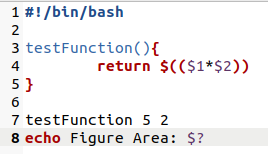 1 #!/bin/bash
2
3 testFunction(){
4         return $(($1*$2))
5 }
6
7 testFunction 5 2
8 echo Figure Area: $?